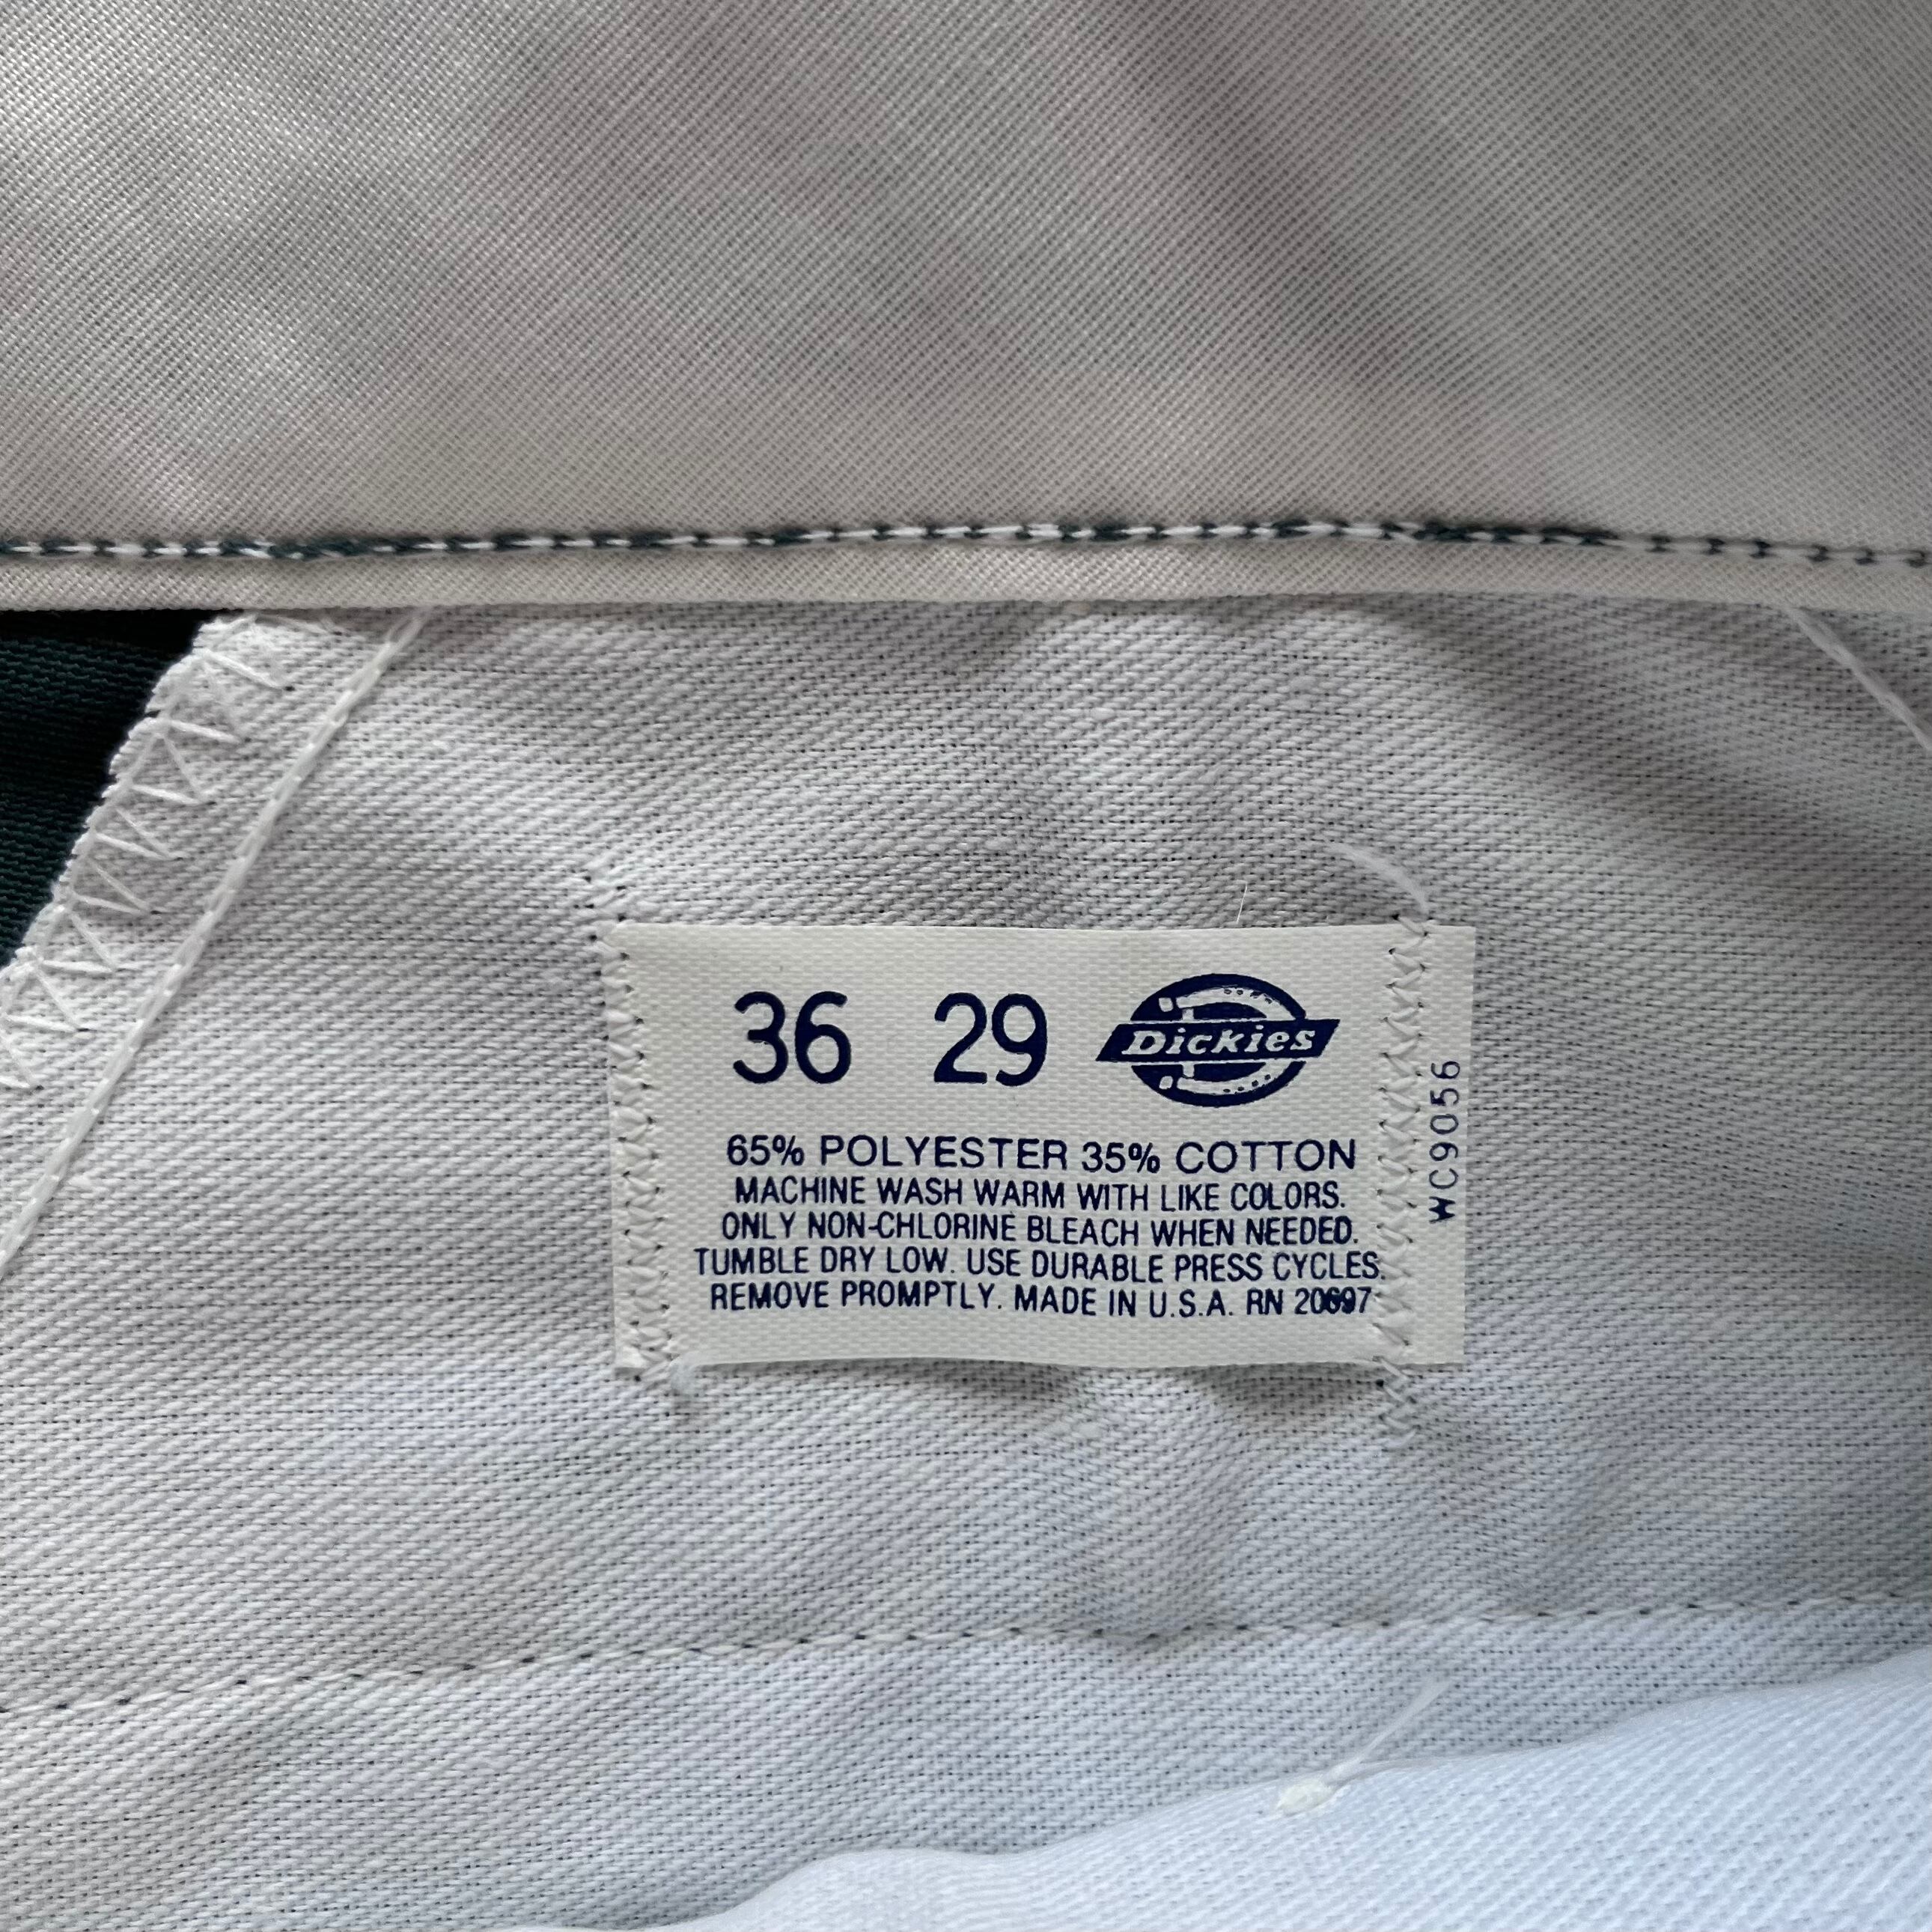 36 29 Dickies
65% POLYESTER 35% COTTON
MACHINE WASH WARM WITH LIKE COLORS.
ONLY NON-CHLORINE BLEACH WHEN NEEDED.
TUMBLE DRY LOW. USE DURABLE PRESS CYCLES.
REMOVE PROMPTLY. MADE IN U.S.A. RN 20697
WC9056